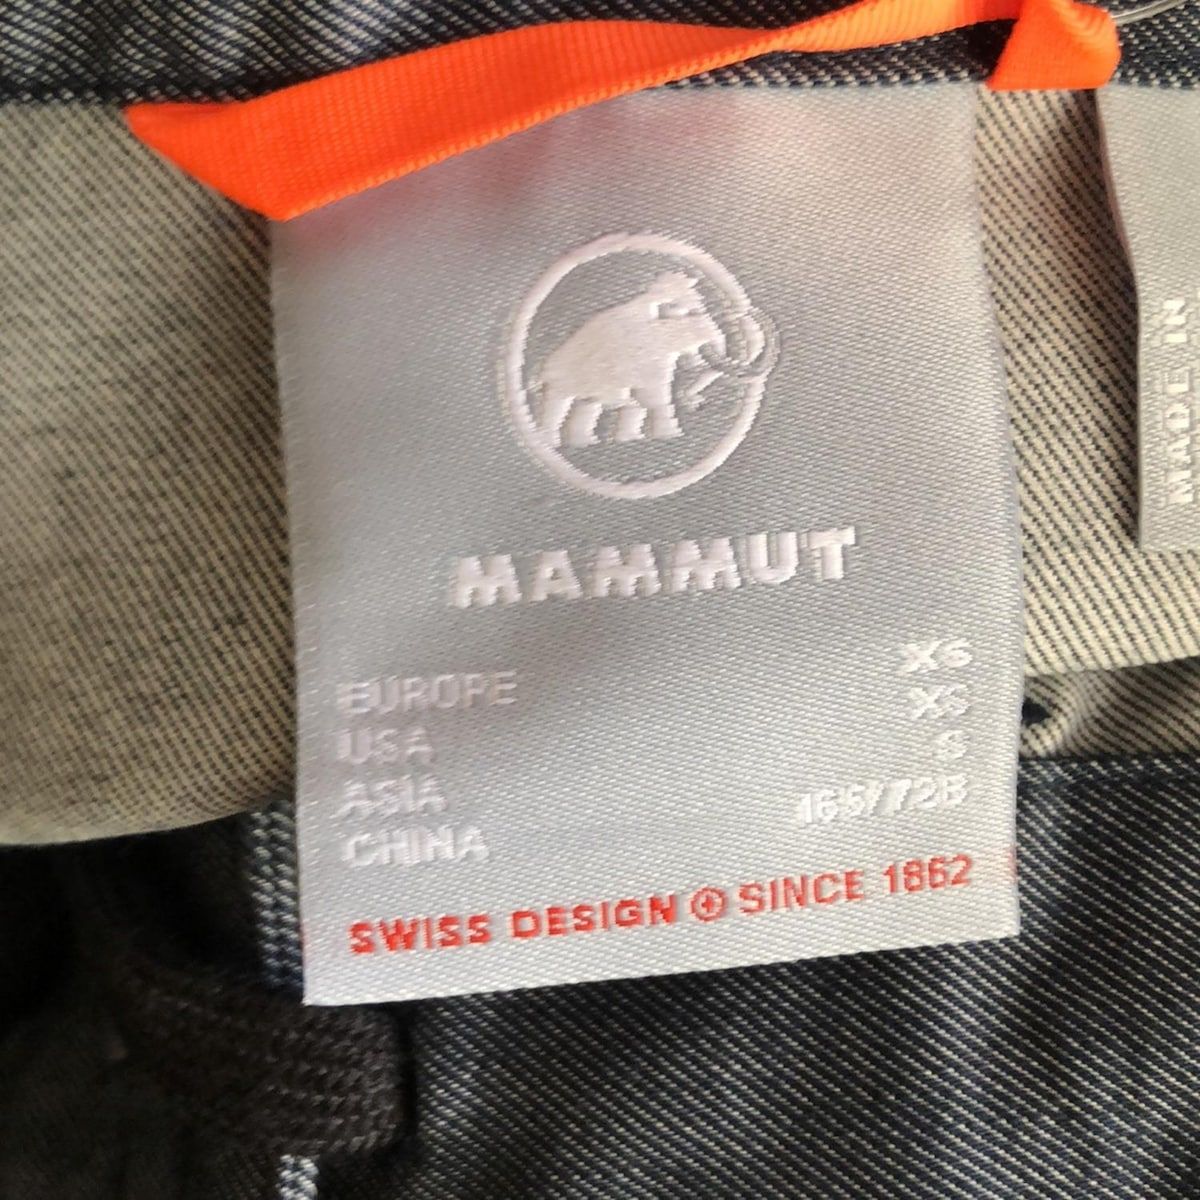 MAMMUT
EUROPE XS
USA XS
ASIA S
CHINA 165/72B
SWISS DESIGN SINCE 1862
MADE IN